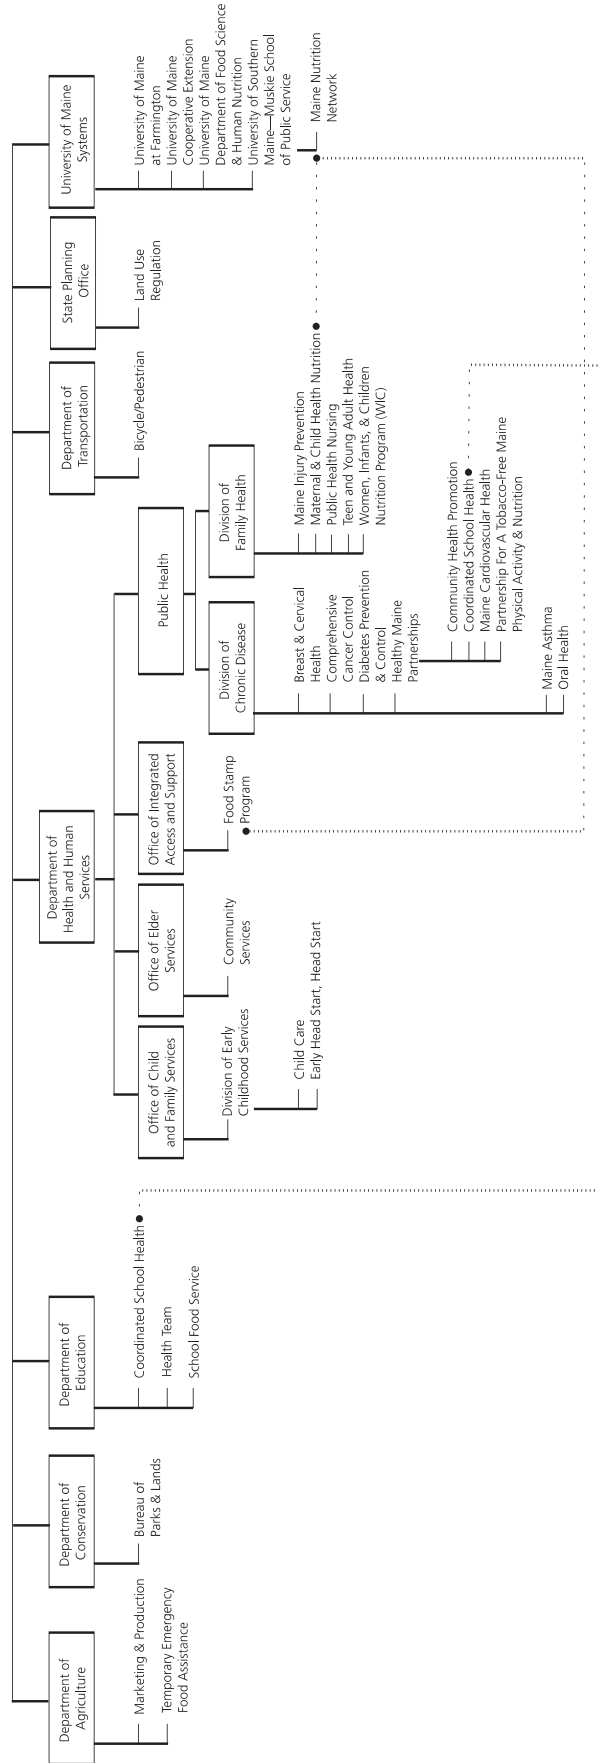 Department of
Agriculture
Marketing & Production
Temporary Emergency
Food Assistance
Department of
Conservation
Bureau of
Parks & Lands
Department of
Education
Coordinated School Health
Health Team
School Food Service
Department of
Health and Human
Services
Office of Child
and Family Services
Division of Early
Childhood Services
Child Care
Early Head Start, Head Start
Office of Elder
Services
Community
Services
Office of Integrated
Access and Support
Food Stamp
Program
Public Health
Division of
Chronic Disease
Breast & Cervical
Health
Comprehensive
Cancer Control
Diabetes Prevention
& Control
Healthy Maine
Partnerships
Community Health Promotion
Coordinated School Health
Maine Cardiovascular Health
Partnership For A Tobacco-Free Maine
Physical Activity & Nutrition
Maine Asthma
Oral Health
Division of
Family Health
Maine Injury Prevention
Maternal & Child Health Nutrition
Public Health Nursing
Teen and Young Adult Health
Women, Infants, & Children
Nutrition Program (WIC)
Department of
Transportation
Bicycle/Pedestrian
State Planning
Office
Land Use
Regulation
University of Maine
Systems
University of Maine
at Farmington
University of Maine
Cooperative Extension
University of Maine
Department of Food Science
& Human Nutrition
University of Southern
Maine—Muskie School
of Public Service
Maine Nutrition
Network